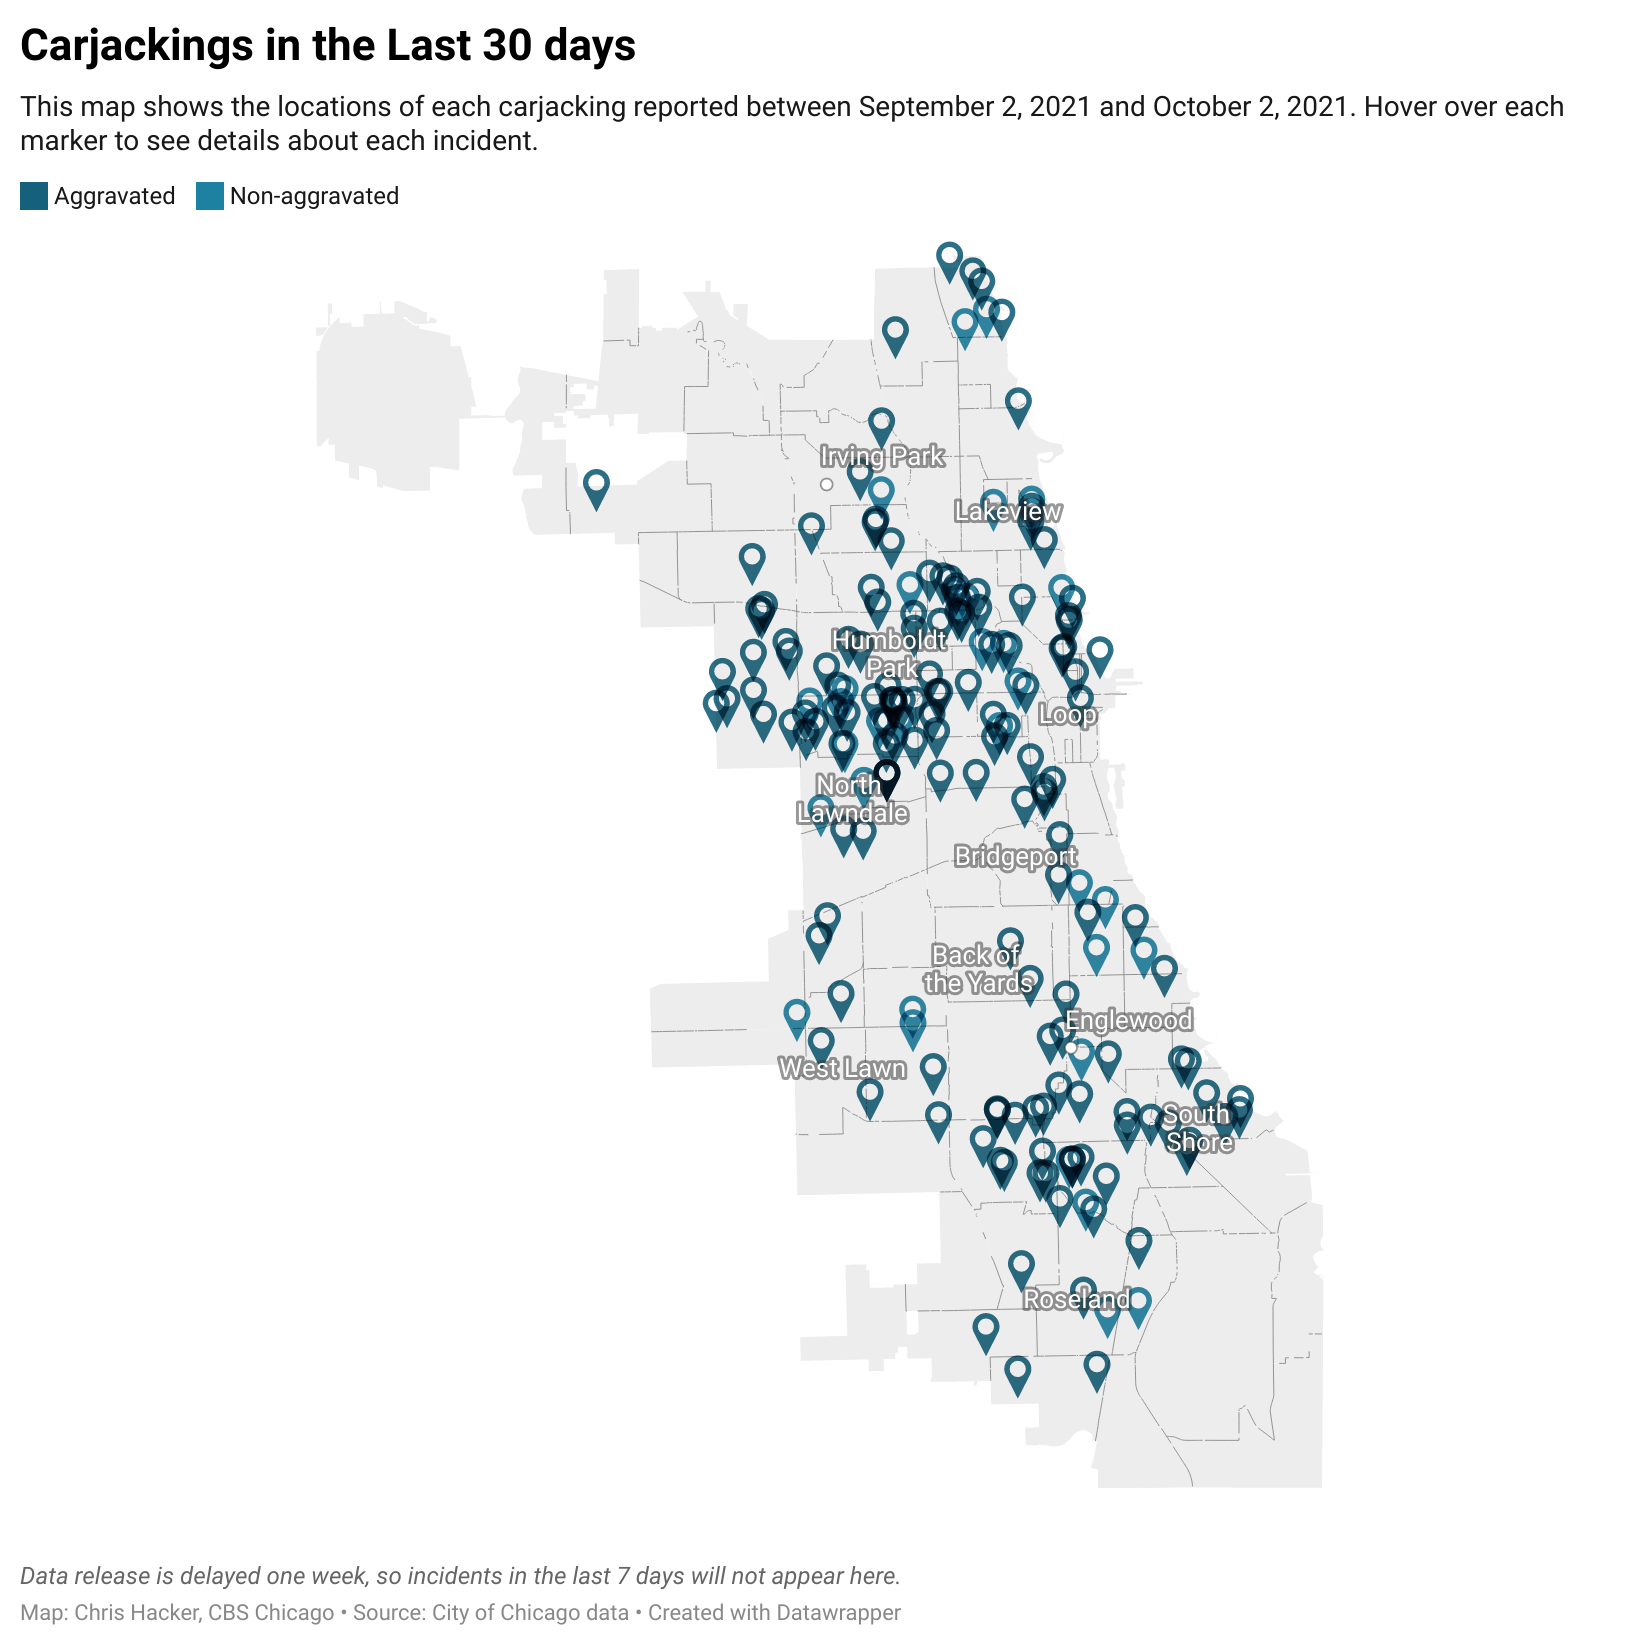 Carjackings in the Last 30 days
This map shows the locations of each carjacking reported between September 2, 2021 and October 2, 2021. Hover over each
marker to see details about each incident.
Aggravated Non-aggravated
Irving Park
Lakeview
Humboldt
Park
Loop
North
Lawndale
Bridgeport
Back of
the Yards
Englewood
West Lawn
South
Shore
Roseland
Data release is delayed one week, so incidents in the last 7 days will not appear here.
Map: Chris Hacker, CBS Chicago • Source: City of Chicago data • Created with Datawrapper